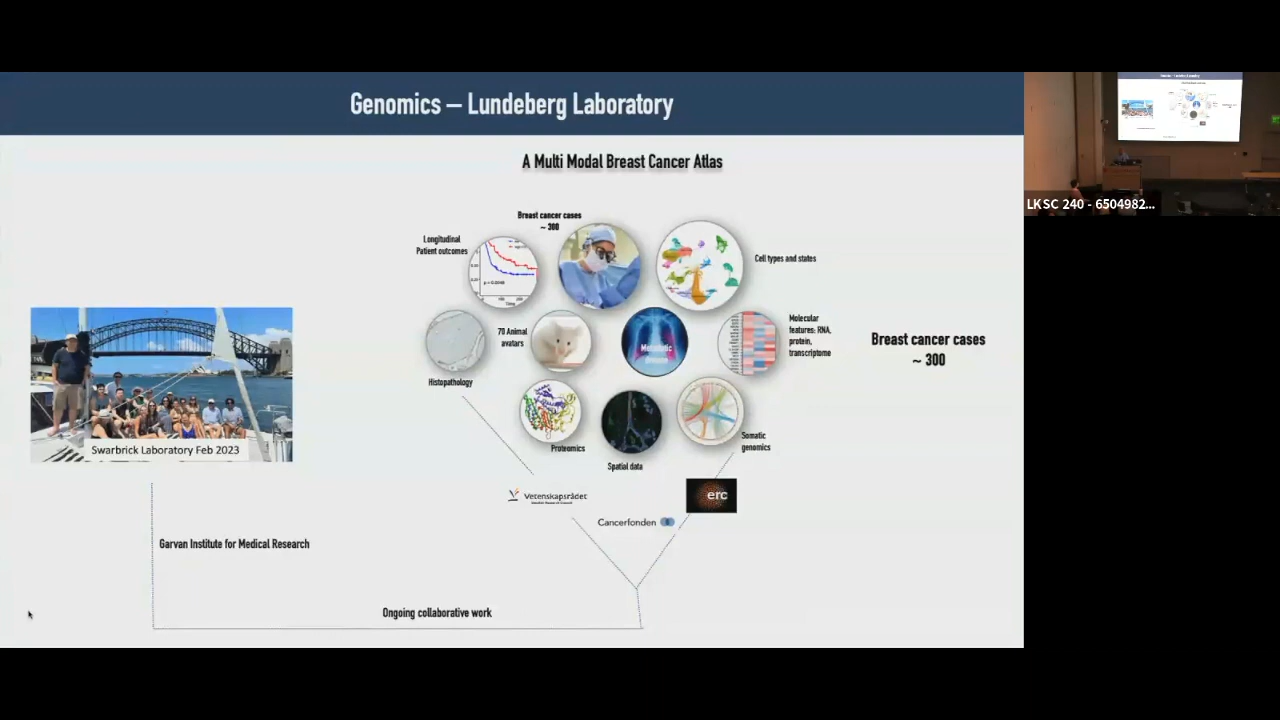 Genomics – Lundeberg Laboratory
A Multi Modal Breast Cancer Atlas
Breast cancer cases
~ 300
Longitudinal
Patient outcomes
Cell types and states
70 Animal
avatars
Metastatic
disease
Molecular
features: RNA,
protein,
transcriptome
Breast cancer cases
~ 300
Histopathology
Proteomics
Somatic
genomics
Spatial data
Swarbrick Laboratory Feb 2023
Vetenskapsrådet
erc
Cancerfonden
Garvan Institute for Medical Research
Ongoing collaborative work
LKSC 240 - 6504982...